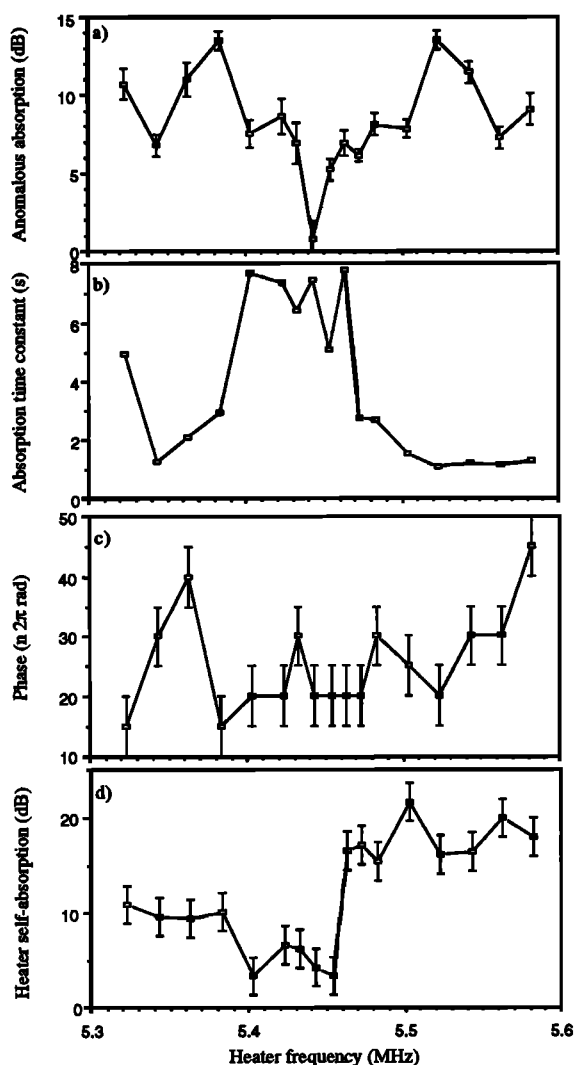 a)
Anomalous absorption (dB)
15
10
5
0
b)
Absorption time constant (s)
8
6
4
2
0
c)
Phase (n 2π rad)
50
40
30
20
10
d)
Heater self-absorption (dB)
20
10
0
5.3
5.4
5.5
5.6
Heater frequency (MHz)